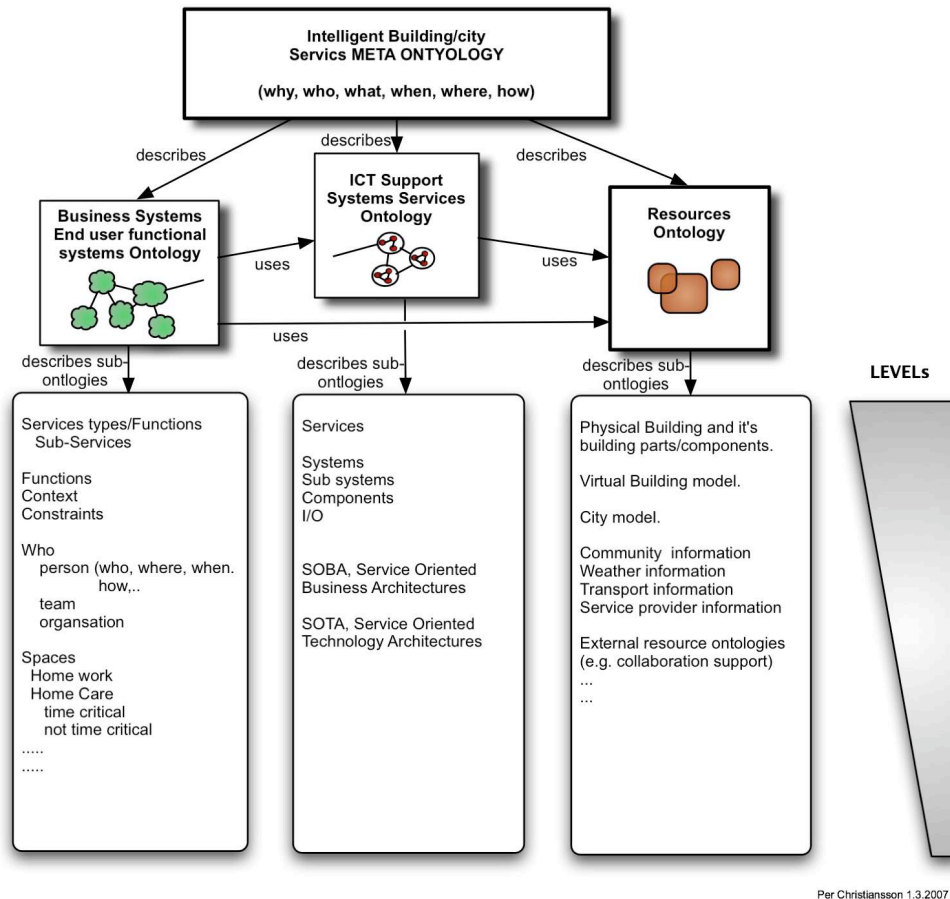 Intelligent Building/city
Servics META ONTYOLOGY
(why, who, what, when, where, how)
describes
describes
describes
Business Systems
End user functional
systems Ontology
ICT Support
Systems Services
Ontology
Resources
Ontology
uses
uses
uses
describes sub-
ontlogies
describes sub-
ontlogies
describes sub-
ontlogies
LEVELs
Services types/Functions
Sub-Services
Functions
Context
Constraints
Who
person (who, where, when.
how,..
team
organsation
Spaces
Home work
Home Care
time critical
not time critical
.....
.....
Services
Systems
Sub systems
Components
I/O
SOBA, Service Oriented
Business Architectures
SOTA, Service Oriented
Technology Architectures
Physical Building and it's
building parts/components.
Virtual Building model.
City model.
Community information
Weather information
Transport information
Service provider information
External resource ontologies
(e.g. collaboration support)
...
...
Per Christiansson 1.3.2007